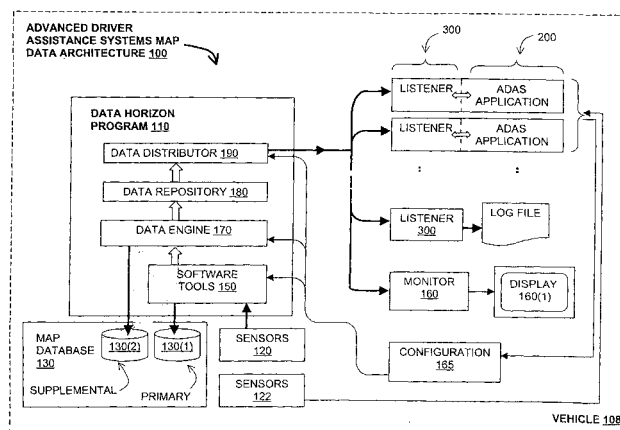 ADVANCED DRIVER
ASSISTANCE SYSTEMS MAP
DATA ARCHITECTURE 100
300
200
LISTENER
ADAS
APPLICATION
LISTENER
ADAS
APPLICATION
DATA HORIZON
PROGRAM 110
DATA DISTRIBUTOR 190
DATA REPOSITORY 180
DATA ENGINE 170
SOFTWARE
TOOLS 150
LISTENER
300
LOG FILE
MONITOR
160
DISPLAY
160(1)
MAP
DATABASE
130
130(2)
130(1)
SUPPLEMENTAL
PRIMARY
SENSORS
120
SENSORS
122
CONFIGURATION
165
VEHICLE 108